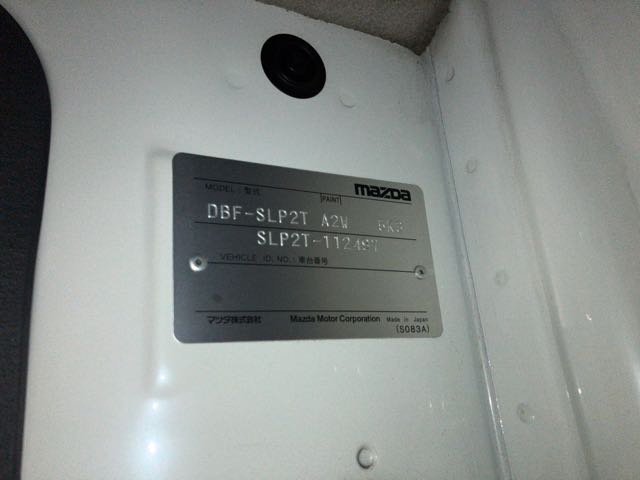 MODEL : 型式
PAINT
mazda
DBF-SLP2T A2W
SLP2T-112497
VEHICLE ID. NO. : 車台番号
マツダ株式会社 Mazda Motor Corporation Made in Japan
(S083A)